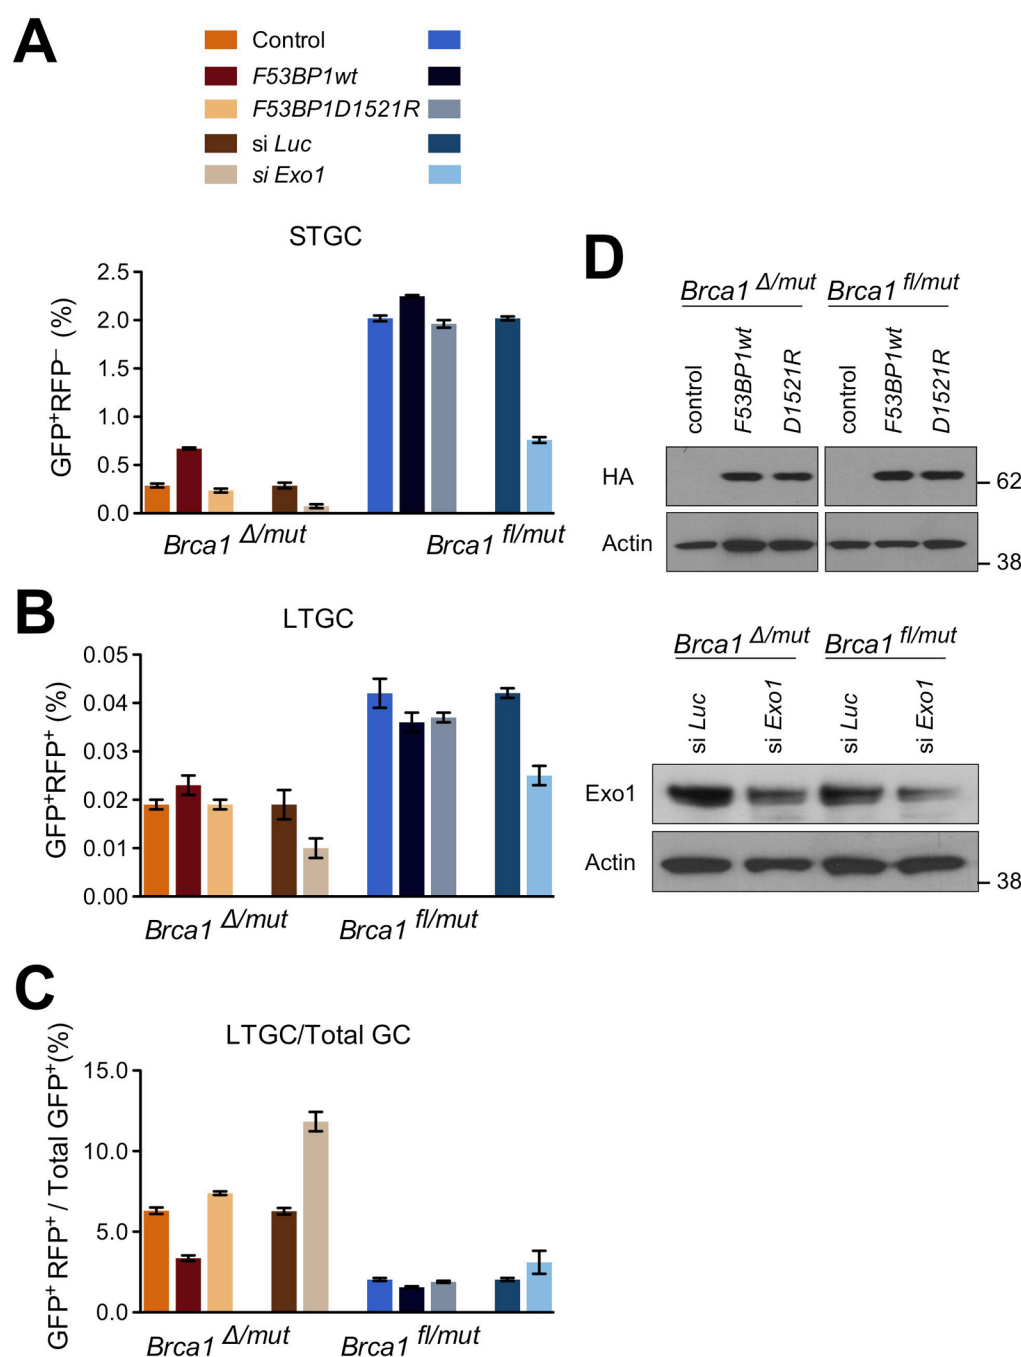 A
Control
F53BP1wt
F53BP1D1521R
si Luc
si Exo1
STGC
GFP⁺RFP⁻ (%)
2.5
2.0
1.5
1.0
0.5
0.0
Brca1 Δ/mut
Brca1 fl/mut
B
LTGC
GFP⁺RFP⁺ (%)
0.05
0.04
0.03
0.02
0.01
0.00
Brca1 Δ/mut
Brca1 fl/mut
C
LTGC/Total GC
GFP⁺ RFP⁺ / Total GFP⁺(%)
15.0
10.0
5.0
0.0
Brca1 Δ/mut
Brca1 fl/mut
D
Brca1 Δ/mut
Brca1 fl/mut
control
F53BP1wt
D1521R
control
F53BP1wt
D1521R
HA
62
Actin
38
Brca1 Δ/mut
Brca1 fl/mut
si Luc
si Exo1
si Luc
si Exo1
Exo1
Actin
38